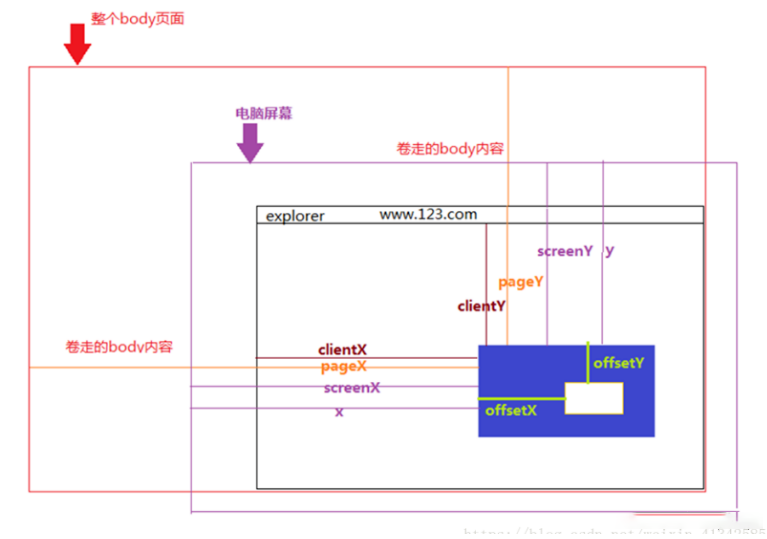 整个body页面
电脑屏幕
卷走的body内容
explorer www.123.com
screenY y
pageY
clientY
卷走的body内容
clientX
pageX
screenX
x
offsetY
offsetX